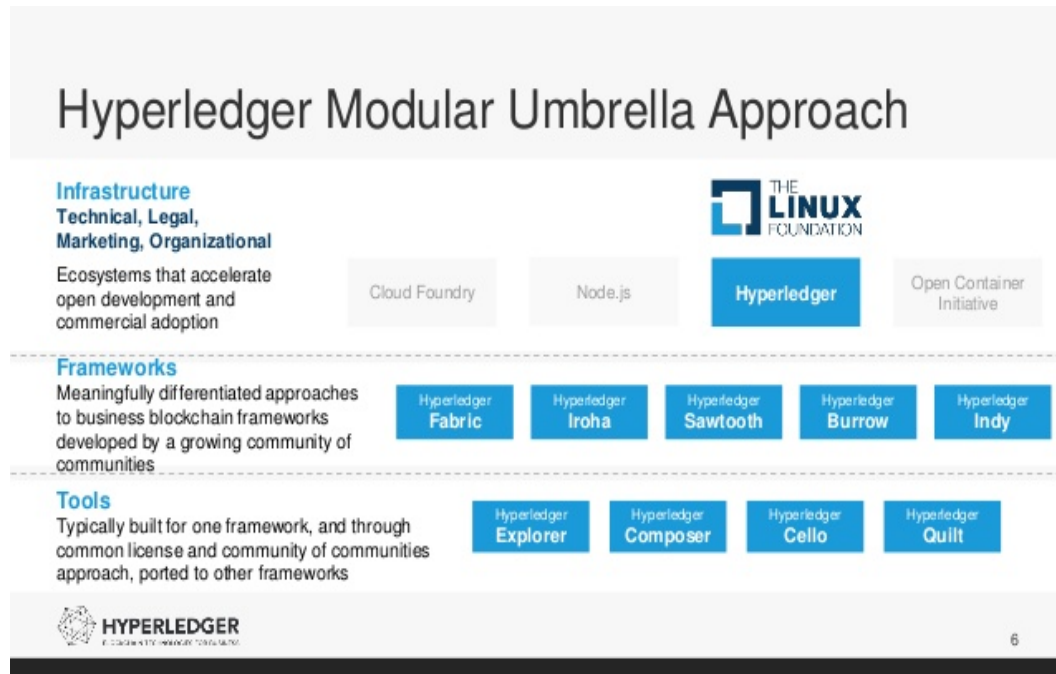 Hyperledger Modular Umbrella Approach
Infrastructure
Technical, Legal,
Marketing, Organizational
Ecosystems that accelerate
open development and
commercial adoption
THE
LINUX
FOUNDATION
Cloud Foundry
Node.js
Hyperledger
Open Container
Initiative
Frameworks
Meaningfully differentiated approaches
to business blockchain frameworks
developed by a growing community of
communities
Hyperledger
Fabric
Hyperledger
Iroha
Hyperledger
Sawtooth
Hyperledger
Burrow
Hyperledger
Indy
Tools
Typically built for one framework, and through
common license and community of communities
approach, ported to other frameworks
Hyperledger
Explorer
Hyperledger
Composer
Hyperledger
Cello
Hyperledger
Quilt
HYPERLEDGER
BLOCKCHAIN TECHNOLOGIES FOR BUSINESS
6